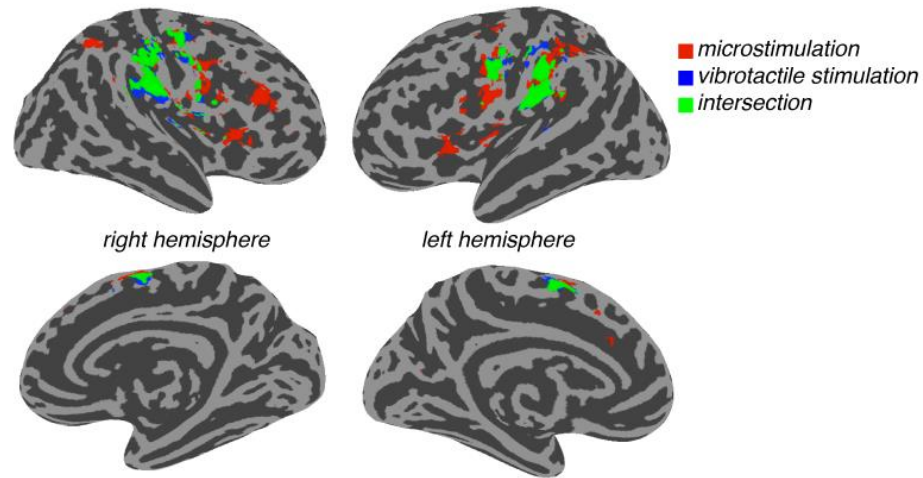 microstimulation
vibrotactile stimulation
intersection
right hemisphere
left hemisphere